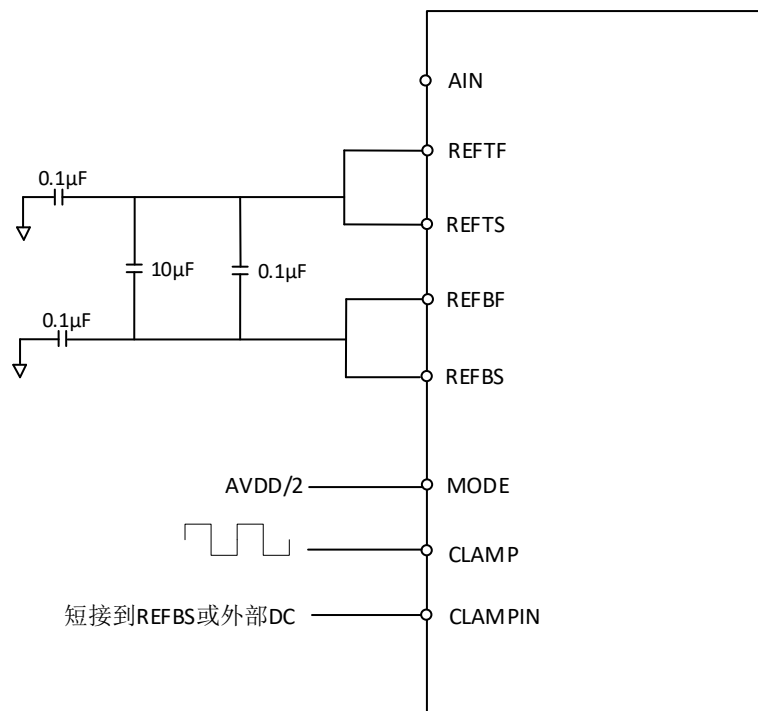 AIN
REFTF
0.1μF
REFTS
10μF
0.1μF
REFBF
0.1μF
REFBS
AVDD/2
MODE
CLAMP
短接到REFBS或外部DC
CLAMPIN